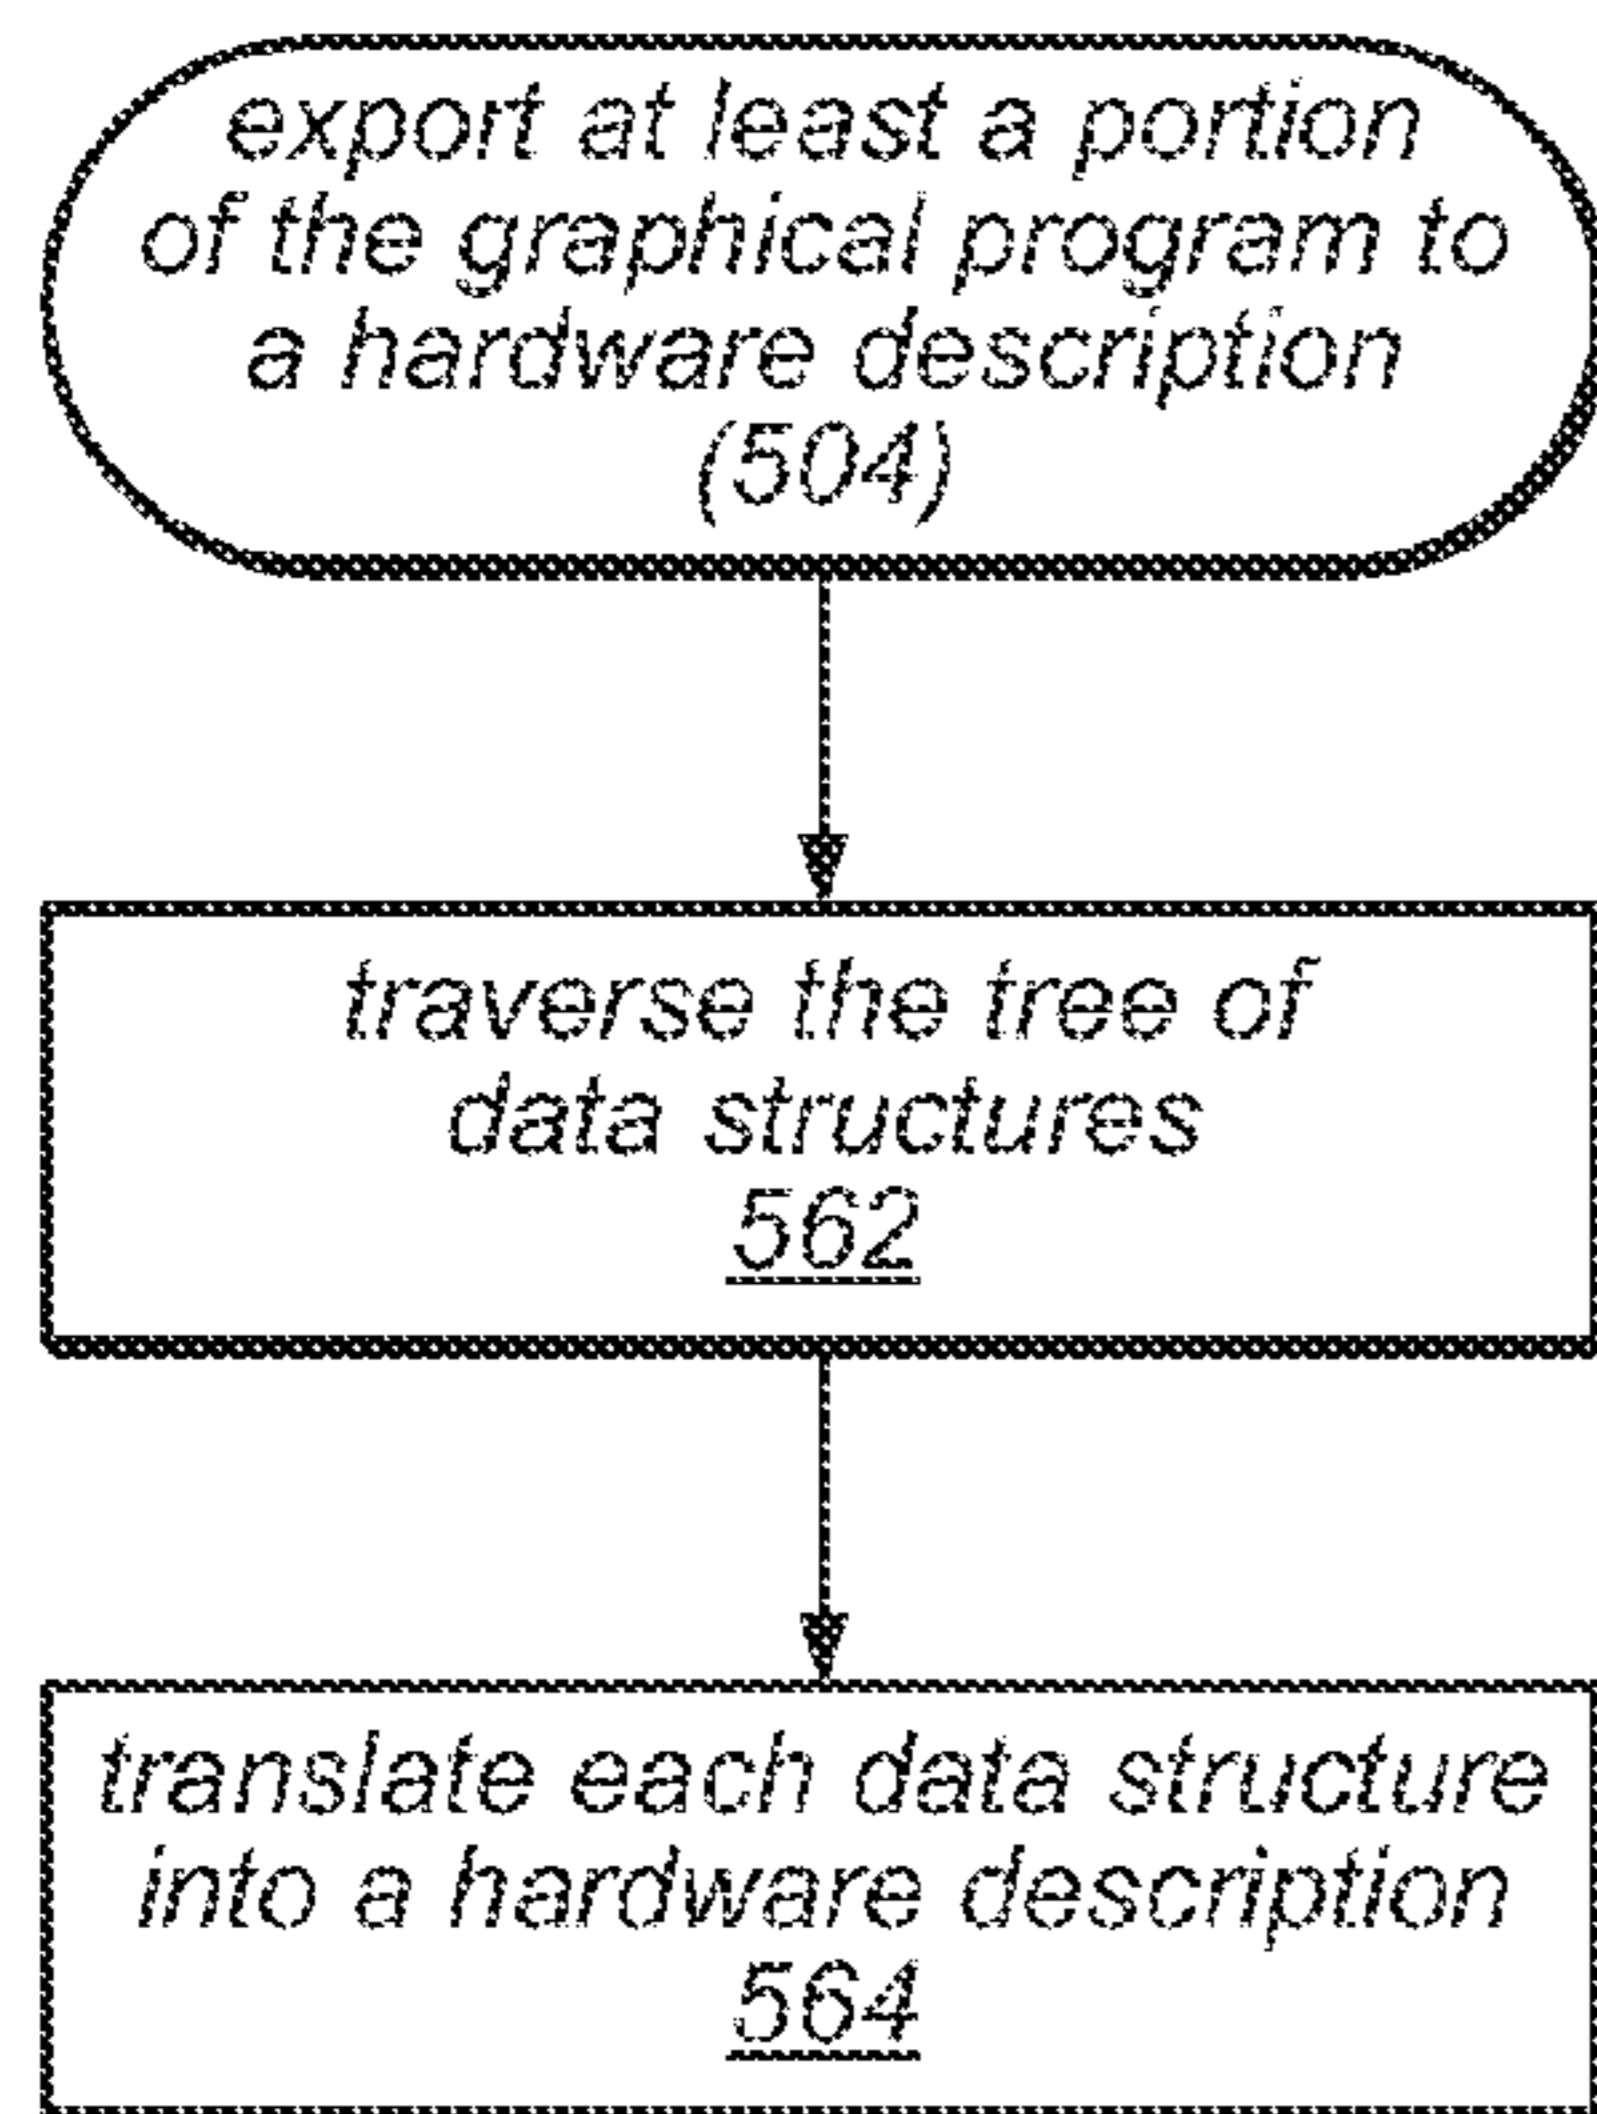 export at least a portion
of the graphical program to
a hardware description
(504)
traverse the tree of
data structures
562
translate each data structure
into a hardware description
564